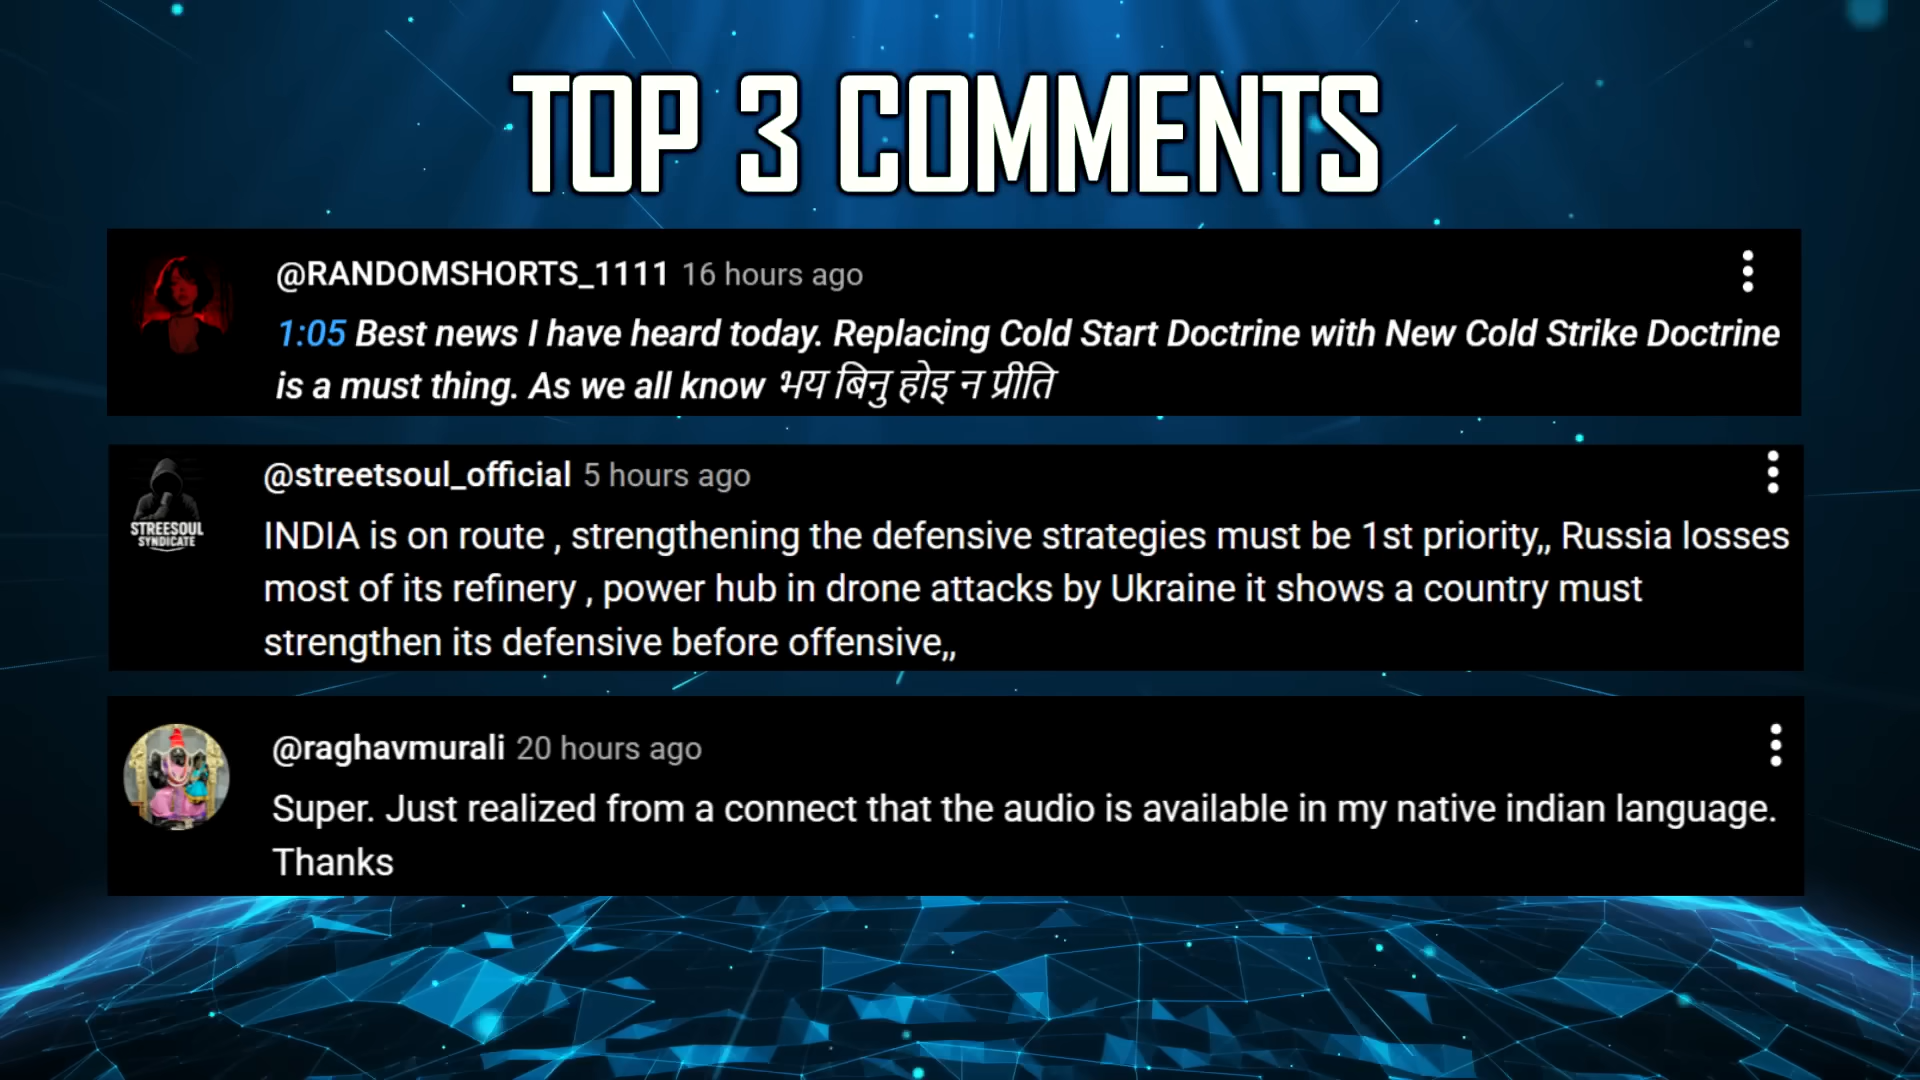 TOP 3 COMMENTS
@RANDOMSHORTS_1111 16 hours ago
1:05 Best news I have heard today. Replacing Cold Start Doctrine with New Cold Strike Doctrine
is a must thing. As we all know भय बिनु होइ न प्रीति
@streetsoul_official 5 hours ago
STREESOUL
SYNDICATE
INDIA is on route , strengthening the defensive strategies must be 1st priority,, Russia losses
most of its refinery , power hub in drone attacks by Ukraine it shows a country must
strengthen its defensive before offensive,,
@raghavmurali 20 hours ago
Super. Just realized from a connect that the audio is available in my native indian language.
Thanks